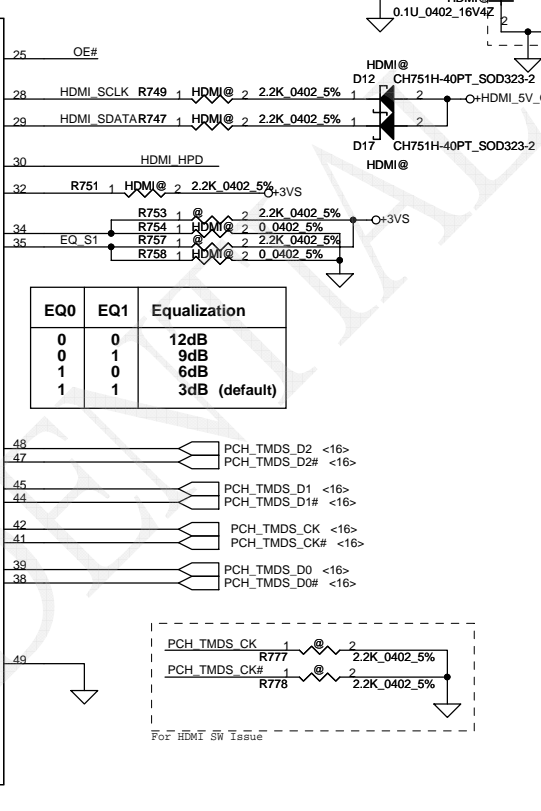 HDMI@
0.1U_0402_16V4Z
2
25 OE#
HDMI@
D12 CH751H-40PT_SOD323-2
28 HDMI_SCLK R749 1 HDMI@ 2 2.2K_0402_5% 1 2 +HDMI_5V_
29 HDMI_SDATA R747 1 HDMI@ 2 2.2K_0402_5% 1 2
D17 CH751H-40PT_SOD323-2
HDMI@
30 HDMI_HPD
32 R751 1 HDMI@ 2 2.2K_0402_5% +3VS
R753 1 @ 2 2.2K_0402_5% +3VS
34 R754 1 HDMI@ 2 0_0402_5%
35 EQ_S1 R757 1 @ 2 2.2K_0402_5%
R758 1 HDMI@ 2 0_0402_5%
EQ0 EQ1 Equalization
0 0 12dB
0 1 9dB
1 0 6dB
1 1 3dB (default)
48 PCH_TMDS_D2 <16>
47 PCH_TMDS_D2# <16>
45 PCH_TMDS_D1 <16>
44 PCH_TMDS_D1# <16>
42 PCH_TMDS_CK <16>
41 PCH_TMDS_CK# <16>
39 PCH_TMDS_D0 <16>
38 PCH_TMDS_D0# <16>
PCH_TMDS_CK 1 @ 2
R777 2.2K_0402_5%
49
PCH_TMDS_CK# 1 @ 2
R778 2.2K_0402_5%
For HDMI SW Issue
DENTIAL